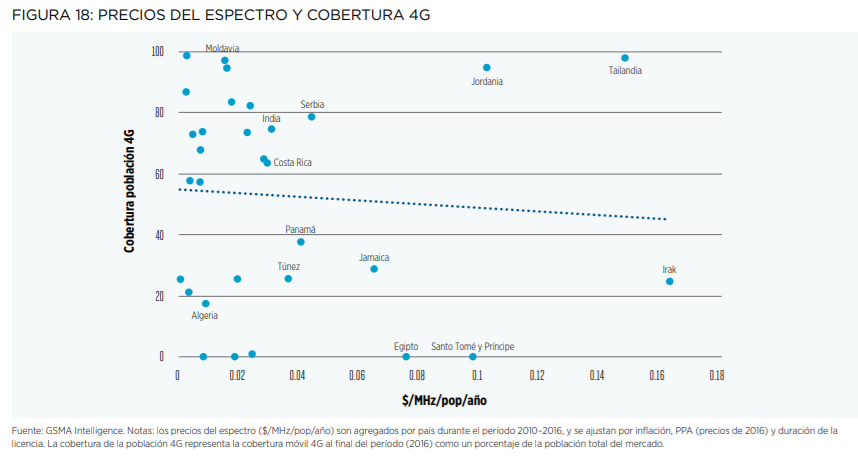 FIGURA 18: PRECIOS DEL ESPECTRO Y COBERTURA 4G
Cobertura población 4G
100
80
60
40
20
0
Moldavia
Jordania
Tailandia
Serbia
India
Costa Rica
Panamá
Túnez
Jamaica
Irak
Algeria
Egipto
Santo Tomé y Príncipe
0 0.02 0.04 0.06 0.08 0.1 0.12 0.14 0.16 0.18
$/MHz/pop/año
Fuente: GSMA Intelligence. Notas: los precios del espectro ($/MHz/pop/año) son agregados por país durante el período 2010–2016, y se ajustan por inflación, PPA (precios de 2016) y duración de la
licencia. La cobertura de la población 4G representa la cobertura móvil 4G al final del período (2016) como un porcentaje de la población total del mercado.